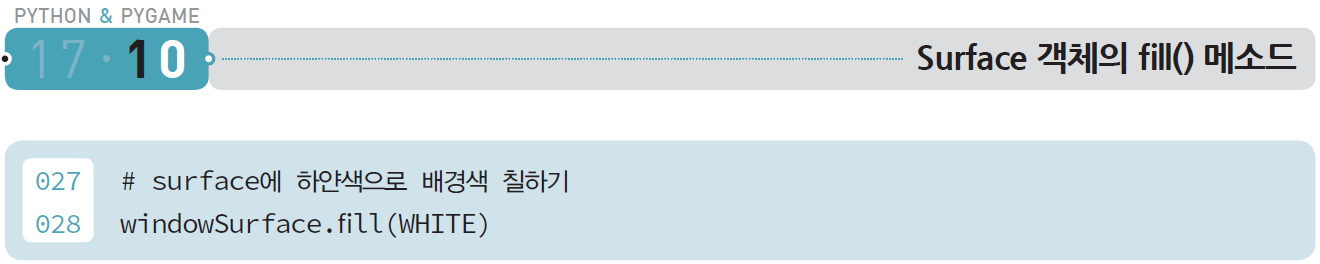 PYTHON & PYGAME
17·10 Surface 객체의 fill() 메소드
027 # surface에 하얀색으로 배경색 칠하기
028 windowSurface.fill(WHITE)